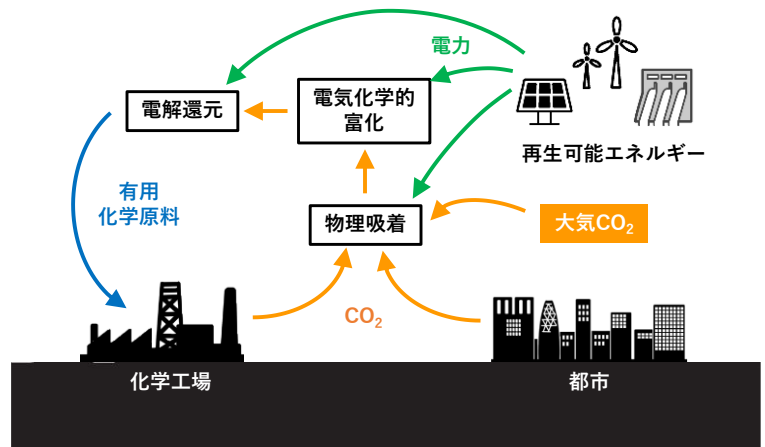 電力
電解還元
電気化学的
富化
再生可能エネルギー
有用
化学原料
物理吸着
大気CO₂
CO₂
化学工場
都市